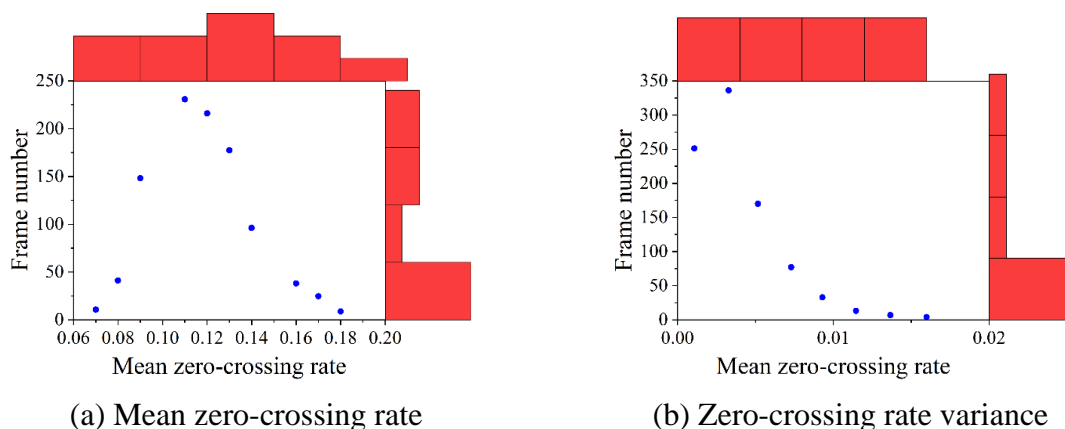 250
200
150
100
50
0
Frame number
0.06 0.08 0.10 0.12 0.14 0.16 0.18 0.20
Mean zero-crossing rate
(a) Mean zero-crossing rate
350
300
250
200
150
100
50
0
Frame number
0.00 0.01 0.02
Mean zero-crossing rate
(b) Zero-crossing rate variance